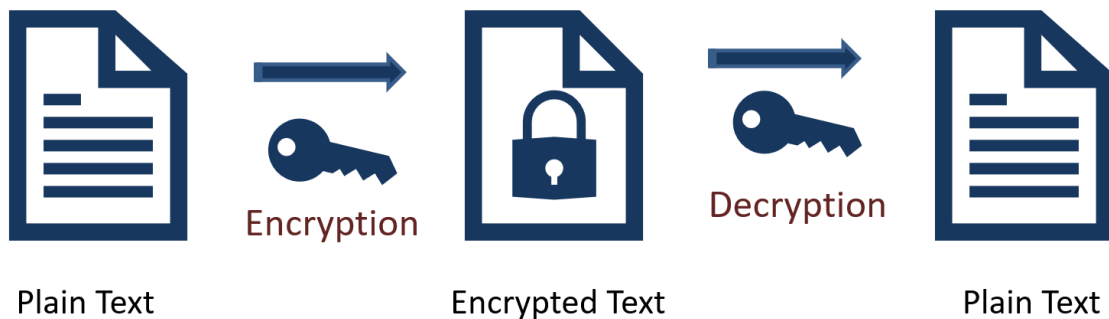 Encryption
Decryption
Plain Text
Encrypted Text
Plain Text